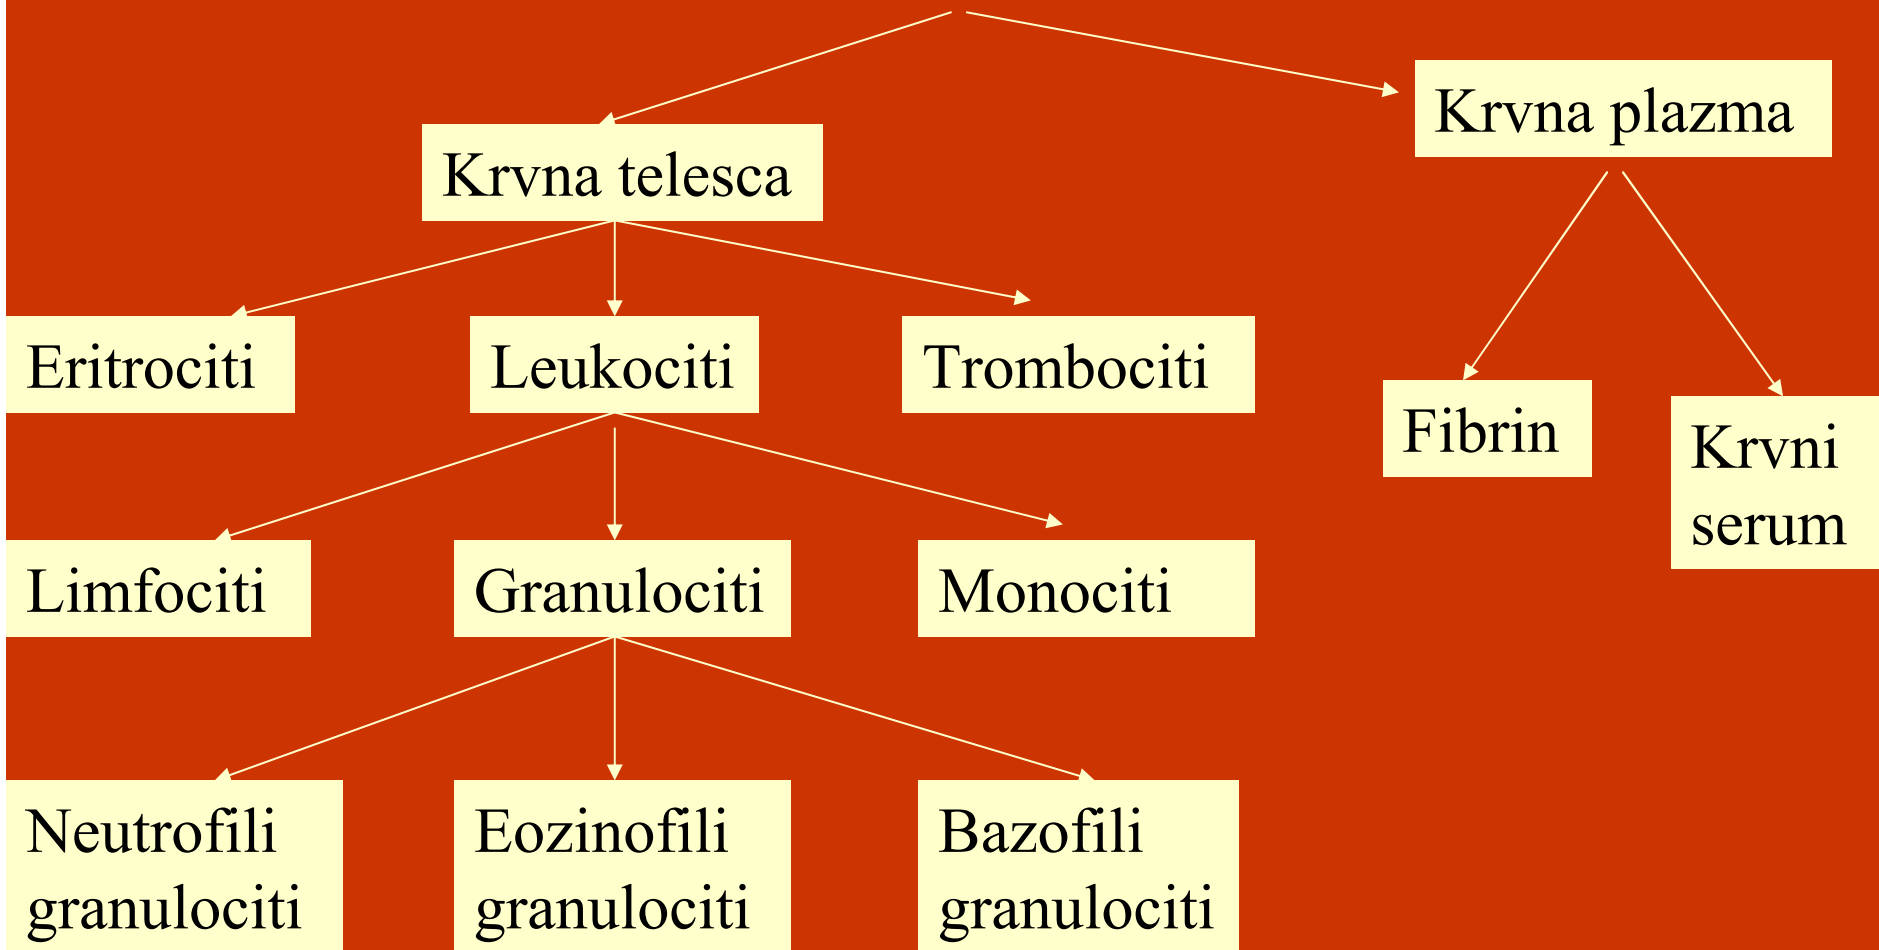 Krvna plazma
Krvna telesca
Eritrociti
Leukociti
Trombociti
Fibrin
Krvni
serum
Limfociti
Granulociti
Monociti
Neutrofili
granulociti
Eozinofili
granulociti
Bazofili
granulociti